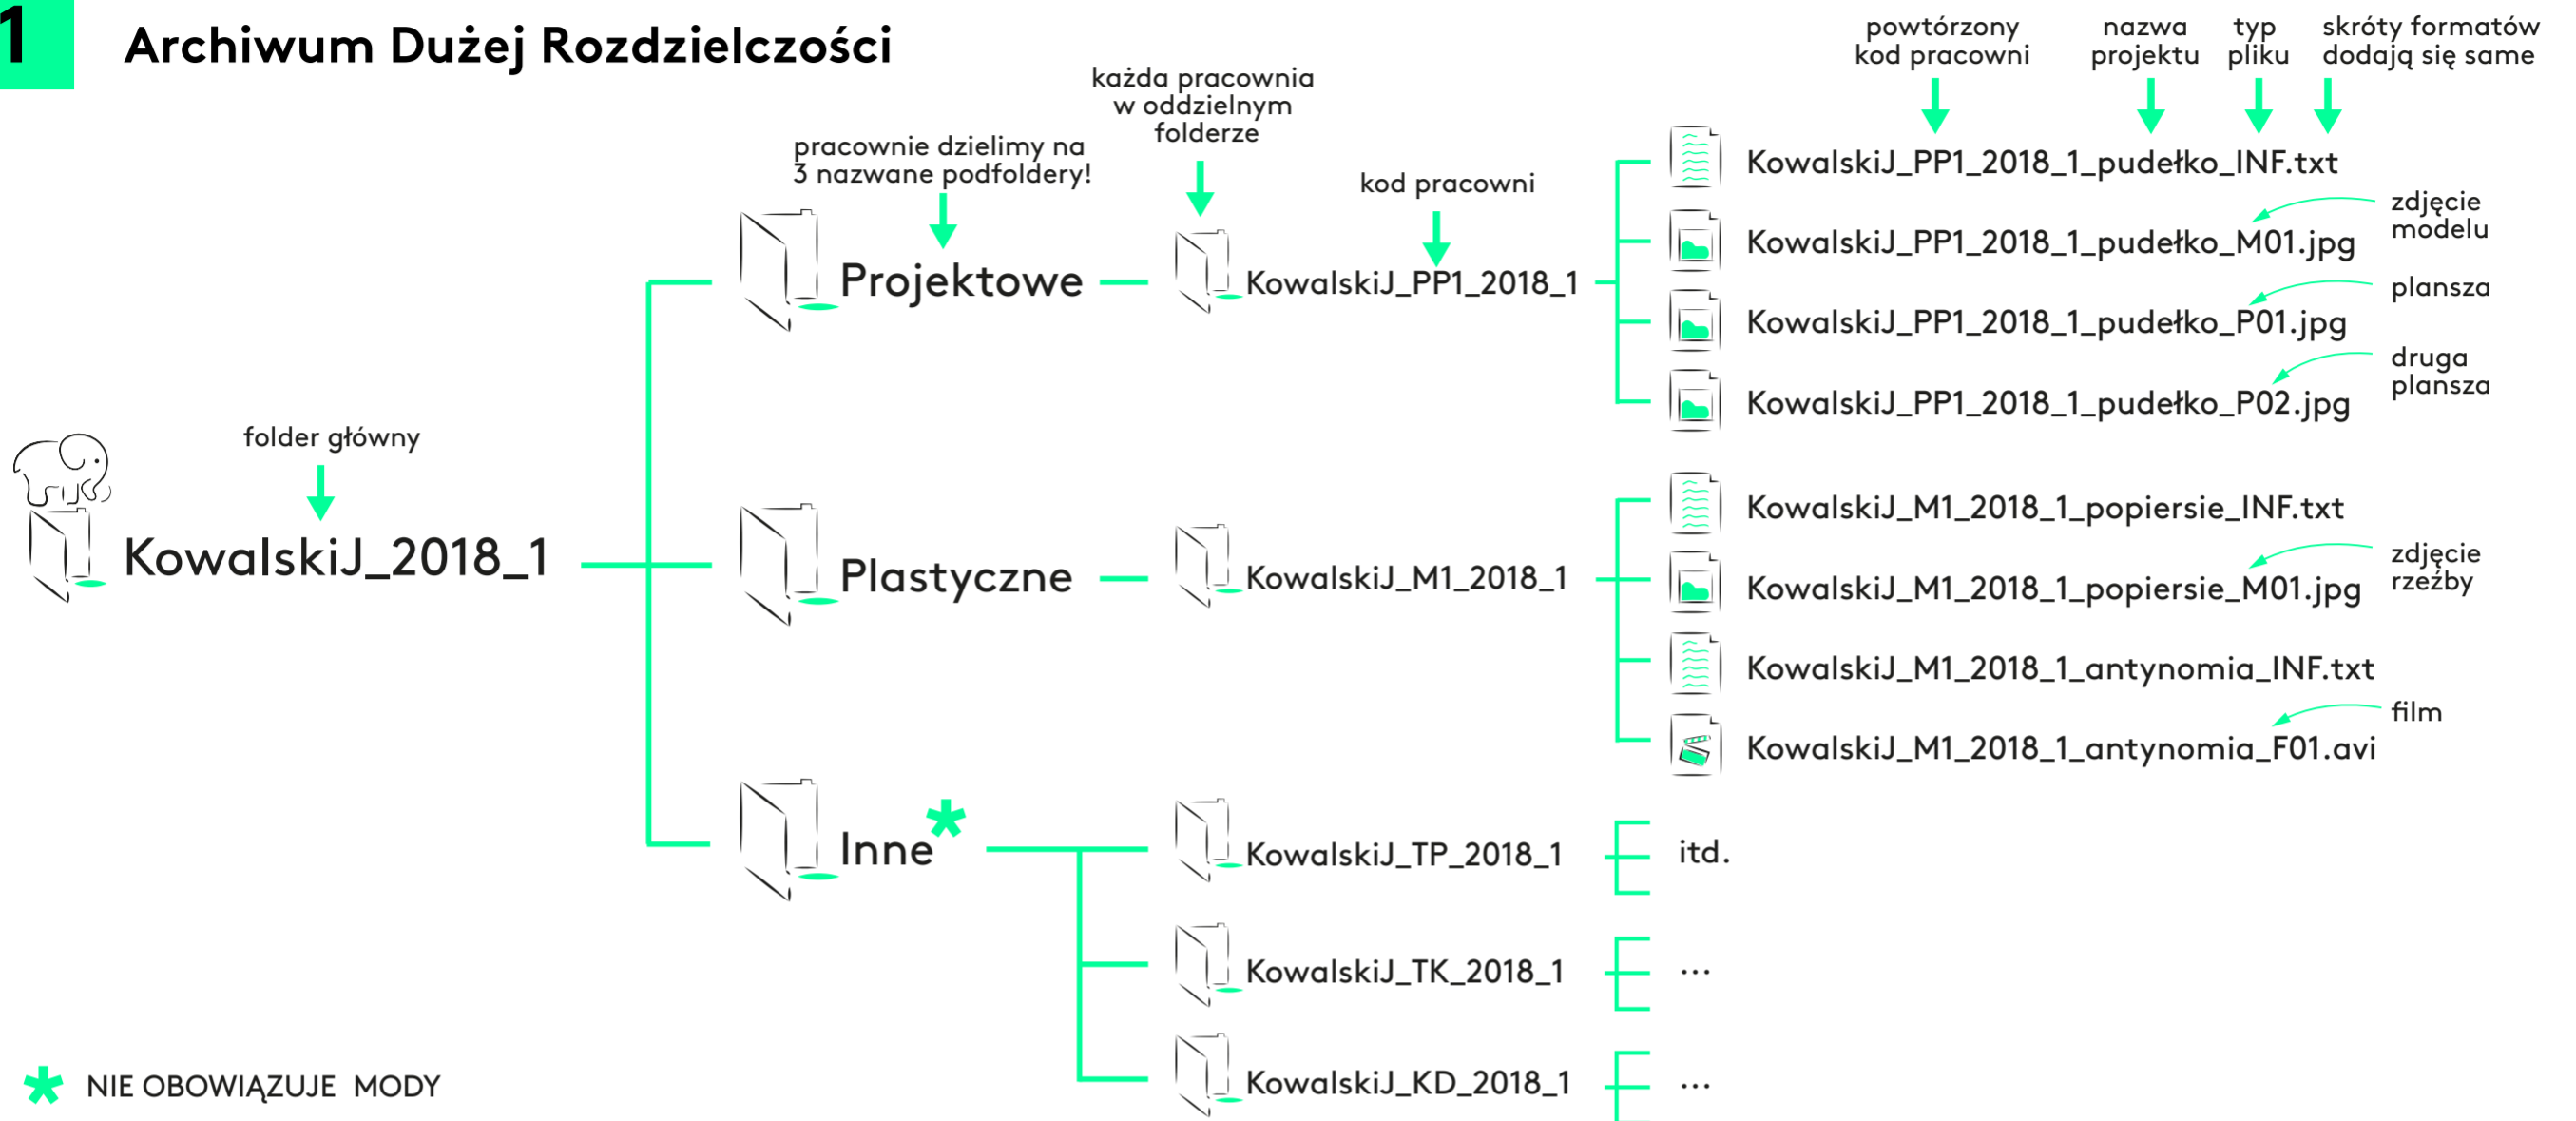 1
Archiwum Dużej Rozdzielczości
folder główny
KowalskiJ_2018_1
pracownie dzielimy na
3 nazwane podfoldery!
Projektowe
każda pracownia
w oddzielnym
folderze
kod pracowni
KowalskiJ_PP1_2018_1
powtórzony
kod pracowni
nazwa
projektu
typ
pliku
skróty formatów
dodają się same
KowalskiJ_PP1_2018_1_pudełko_INF.txt
zdjęcie
modelu
KowalskiJ_PP1_2018_1_pudełko_M01.jpg
plansza
KowalskiJ_PP1_2018_1_pudełko_P01.jpg
druga
plansza
KowalskiJ_PP1_2018_1_pudełko_P02.jpg
Plastyczne
KowalskiJ_M1_2018_1
KowalskiJ_M1_2018_1_popiersie_INF.txt
zdjęcie
rzeźby
KowalskiJ_M1_2018_1_popiersie_M01.jpg
KowalskiJ_M1_2018_1_antynomia_INF.txt
film
KowalskiJ_M1_2018_1_antynomia_F01.avi
Inne*
KowalskiJ_TP_2018_1
itd.
KowalskiJ_TK_2018_1
...
KowalskiJ_KD_2018_1
...
* NIE OBOWIĄZUJE MODY